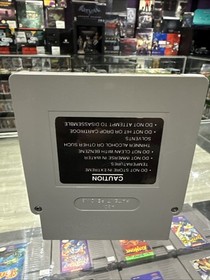 CAUTION
• DO NOT STORE IN EXTREME
TEMPERATURES
• DO NOT IMMERSE IN WATER
• DO NOT CLEAN WITH BENZENE
THINNER ALCOHOL OR OTHER SUCH
SOLVENTS
• DO NOT HIT OR DROP CARTRIDGE
• DO NOT ATTEMPT TO DISASSEMBLE